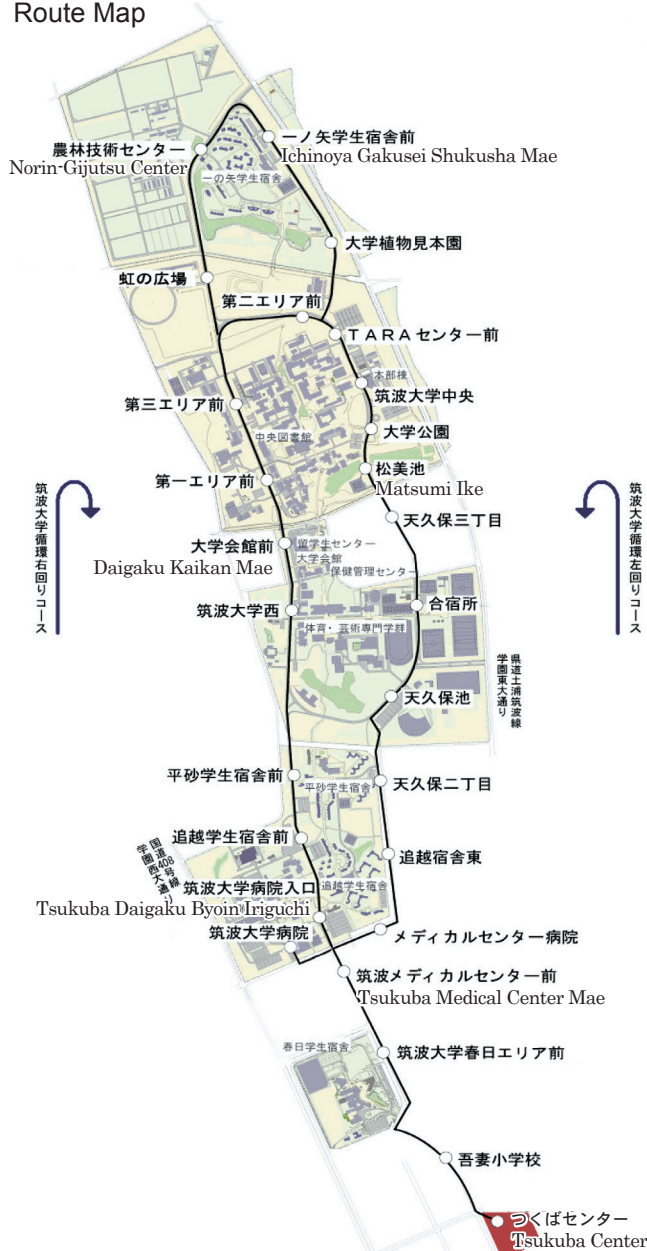 Route Map
農林技術センター
Norin-Gijutsu Center
一ノ矢学生宿舎前
Ichinoya Gakusei Shukusha Mae
一の矢学生宿舎
大学植物見本園
虹の広場
第二エリア前
TARAセンター前
本部棟
筑波大学中央
第三エリア前
大学公園
中央図書館
松美池
Matsumi Ike
第一エリア前
筑波大学循環右回りコース
筑波大学循環左回りコース
天久保三丁目
大学会館前
Daigaku Kaikan Mae
留学生センター
大学会館
保健管理センター
筑波大学西
合宿所
体育・芸術専門学群
県道土浦筑波線
学園東大通り
天久保池
平砂学生宿舎前
平砂学生宿舎
天久保二丁目
追越学生宿舎前
追越宿舎東
国道408号線
学園西大通り
筑波大学病院入口
Tsukuba Daigaku Byoin Iriguchi
追越学生宿舎
筑波大学病院
メディカルセンター病院
筑波メディカルセンター前
Tsukuba Medical Center Mae
春日学生宿舎
筑波大学春日エリア前
吾妻小学校
つくばセンター
Tsukuba Center